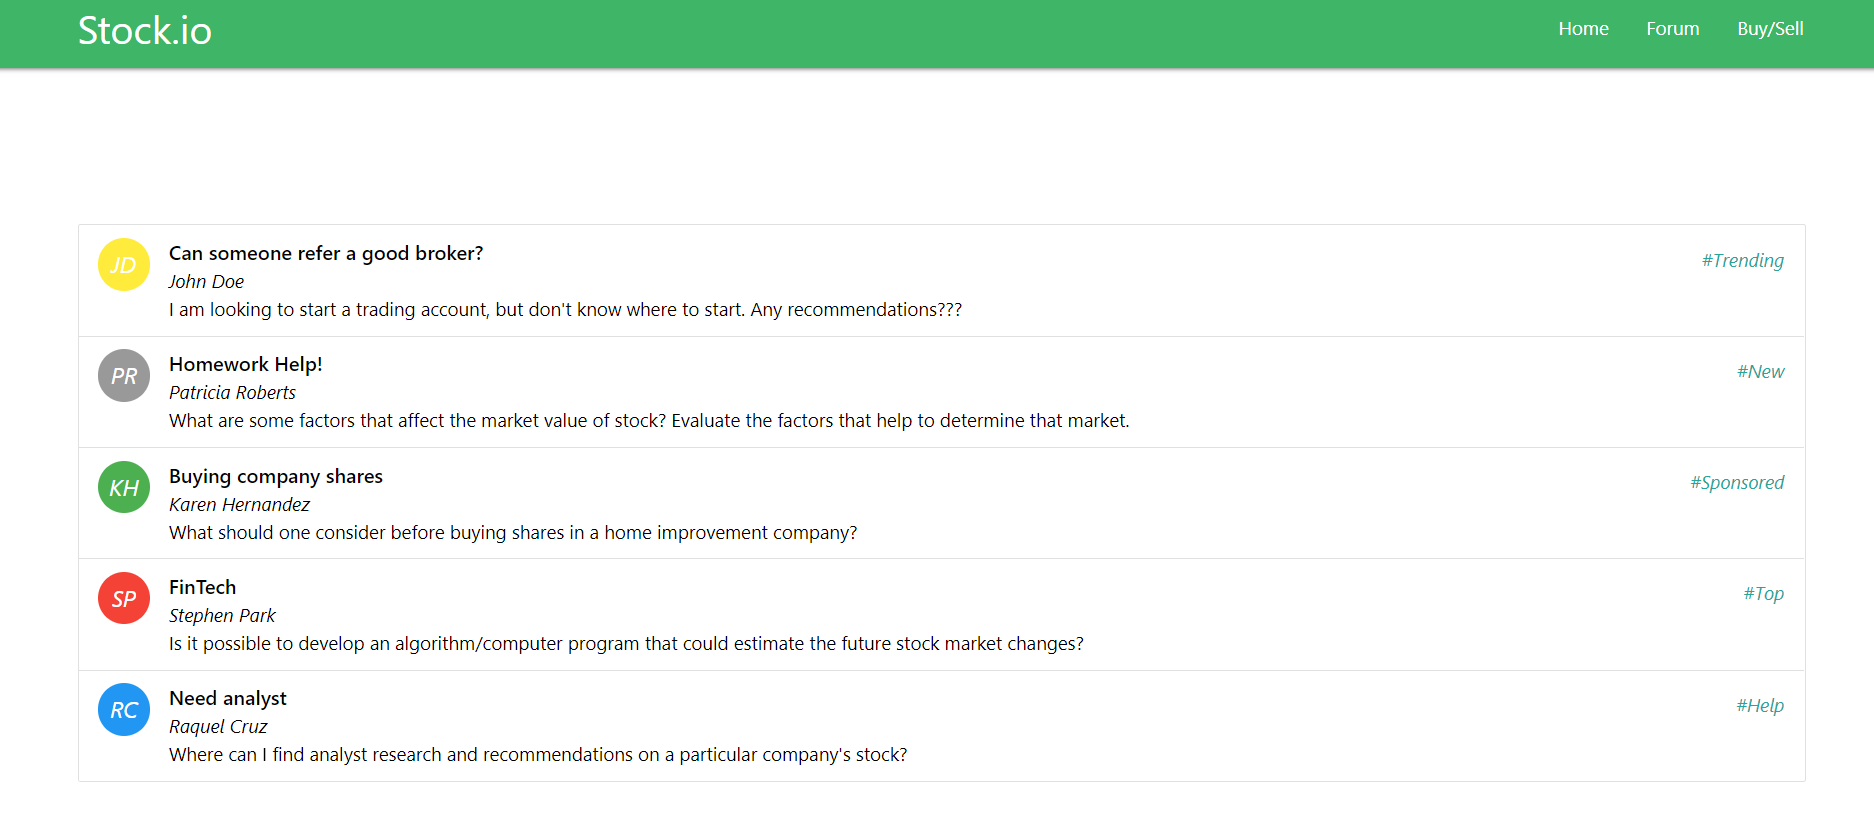 Stock.io
Home Forum Buy/Sell
JD
Can someone refer a good broker?
#Trending
John Doe
I am looking to start a trading account, but don't know where to start. Any recommendations???
PR
Homework Help!
#New
Patricia Roberts
What are some factors that affect the market value of stock? Evaluate the factors that help to determine that market.
KH
Buying company shares
#Sponsored
Karen Hernandez
What should one consider before buying shares in a home improvement company?
SP
FinTech
#Top
Stephen Park
Is it possible to develop an algorithm/computer program that could estimate the future stock market changes?
RC
Need analyst
#Help
Raquel Cruz
Where can I find analyst research and recommendations on a particular company's stock?